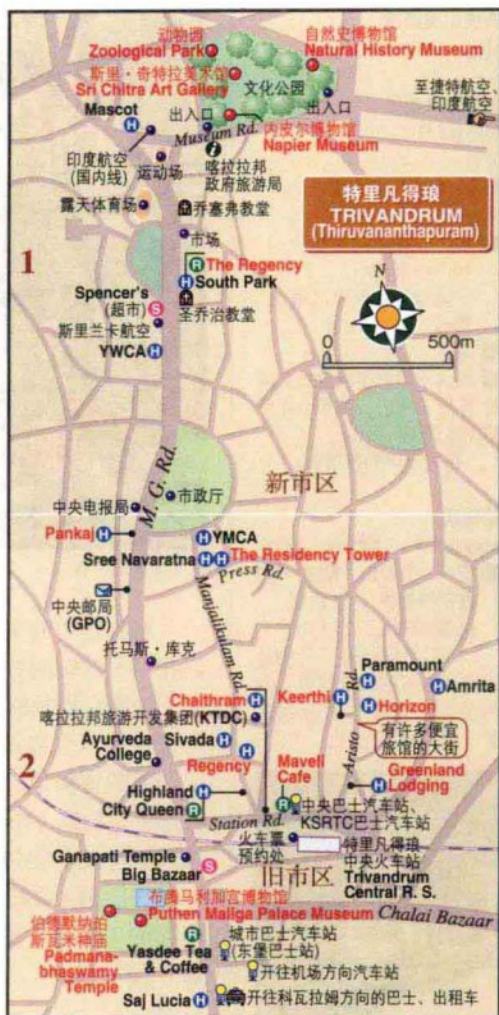 动物园
Zoological Park
自然史博物馆
Natural History Museum
斯里·奇特拉美术馆
Sri Chitra Art Gallery
文化公园
至捷特航空、
印度航空
Mascot
H
出入口
出入口
Museum Rd.
内皮尔博物馆
Napier Museum
印度航空
(国内线)
运动场
i
喀拉拉邦
政府旅游局
特里凡得琅
TRIVANDRUM
(Thiruvananthapuram)
露天体育场
乔塞弗教堂
市场
1
R The Regency
H South Park
N
Spencer's
(超市)
S
圣乔治教堂
0 500m
斯里兰卡航空
YWCA H
M. G. Rd.
新市区
市政厅
中央电报局
Pankaj H
H YMCA
Sree Navaratna H H The Residency Tower
Press Rd.
中央邮局
(GPO)
Manjalikulam Rd.
托马斯·库克
Paramount
H
Chaithram H
Keerthi H
Aristo Rd.
H Horizon
H Amrita
喀拉拉邦旅游开发集团(KTDC)
有许多便宜
旅馆的大街
2
Ayurveda
College
Sivada H
H
Regency
Maveli
Cafe
H Greenland
Lodging
Highland H
City Queen R
R
中央巴士汽车站、
KSRTC巴士汽车站
Station Rd.
火车票
预约处
特里凡得琅
中央火车站
Trivandrum
Central R. S.
Ganapati Temple
Big Bazaar S
旧市区
布腾马利加宫博物馆
Puthen Maliga Palace Museum
Chalai Bazaar
伯德默纳拍
斯瓦米神庙
Padmana-
bhaswamy
Temple
R
Yasdee Tea
& Coffee
城市巴士汽车站
(东堡巴士站)
开往机场方向汽车站
Saj Lucia H
开往科瓦拉姆方向的巴士、出租车